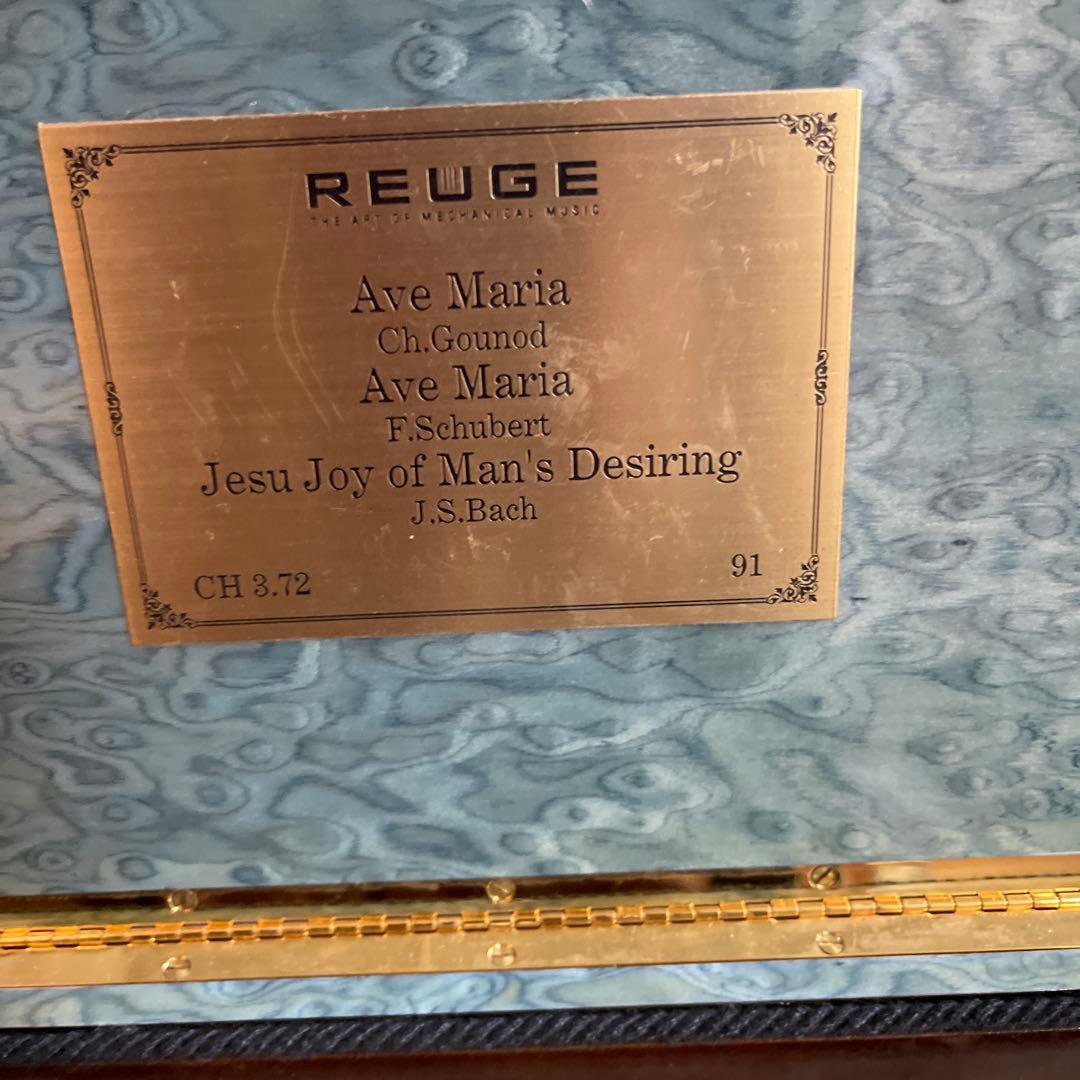 REUGE
THE ART OF MECHANICAL MUSIC
Ave Maria
Ch.Gounod
Ave Maria
F.Schubert
Jesu Joy of Man's Desiring
J.S.Bach
CH 3.72 91